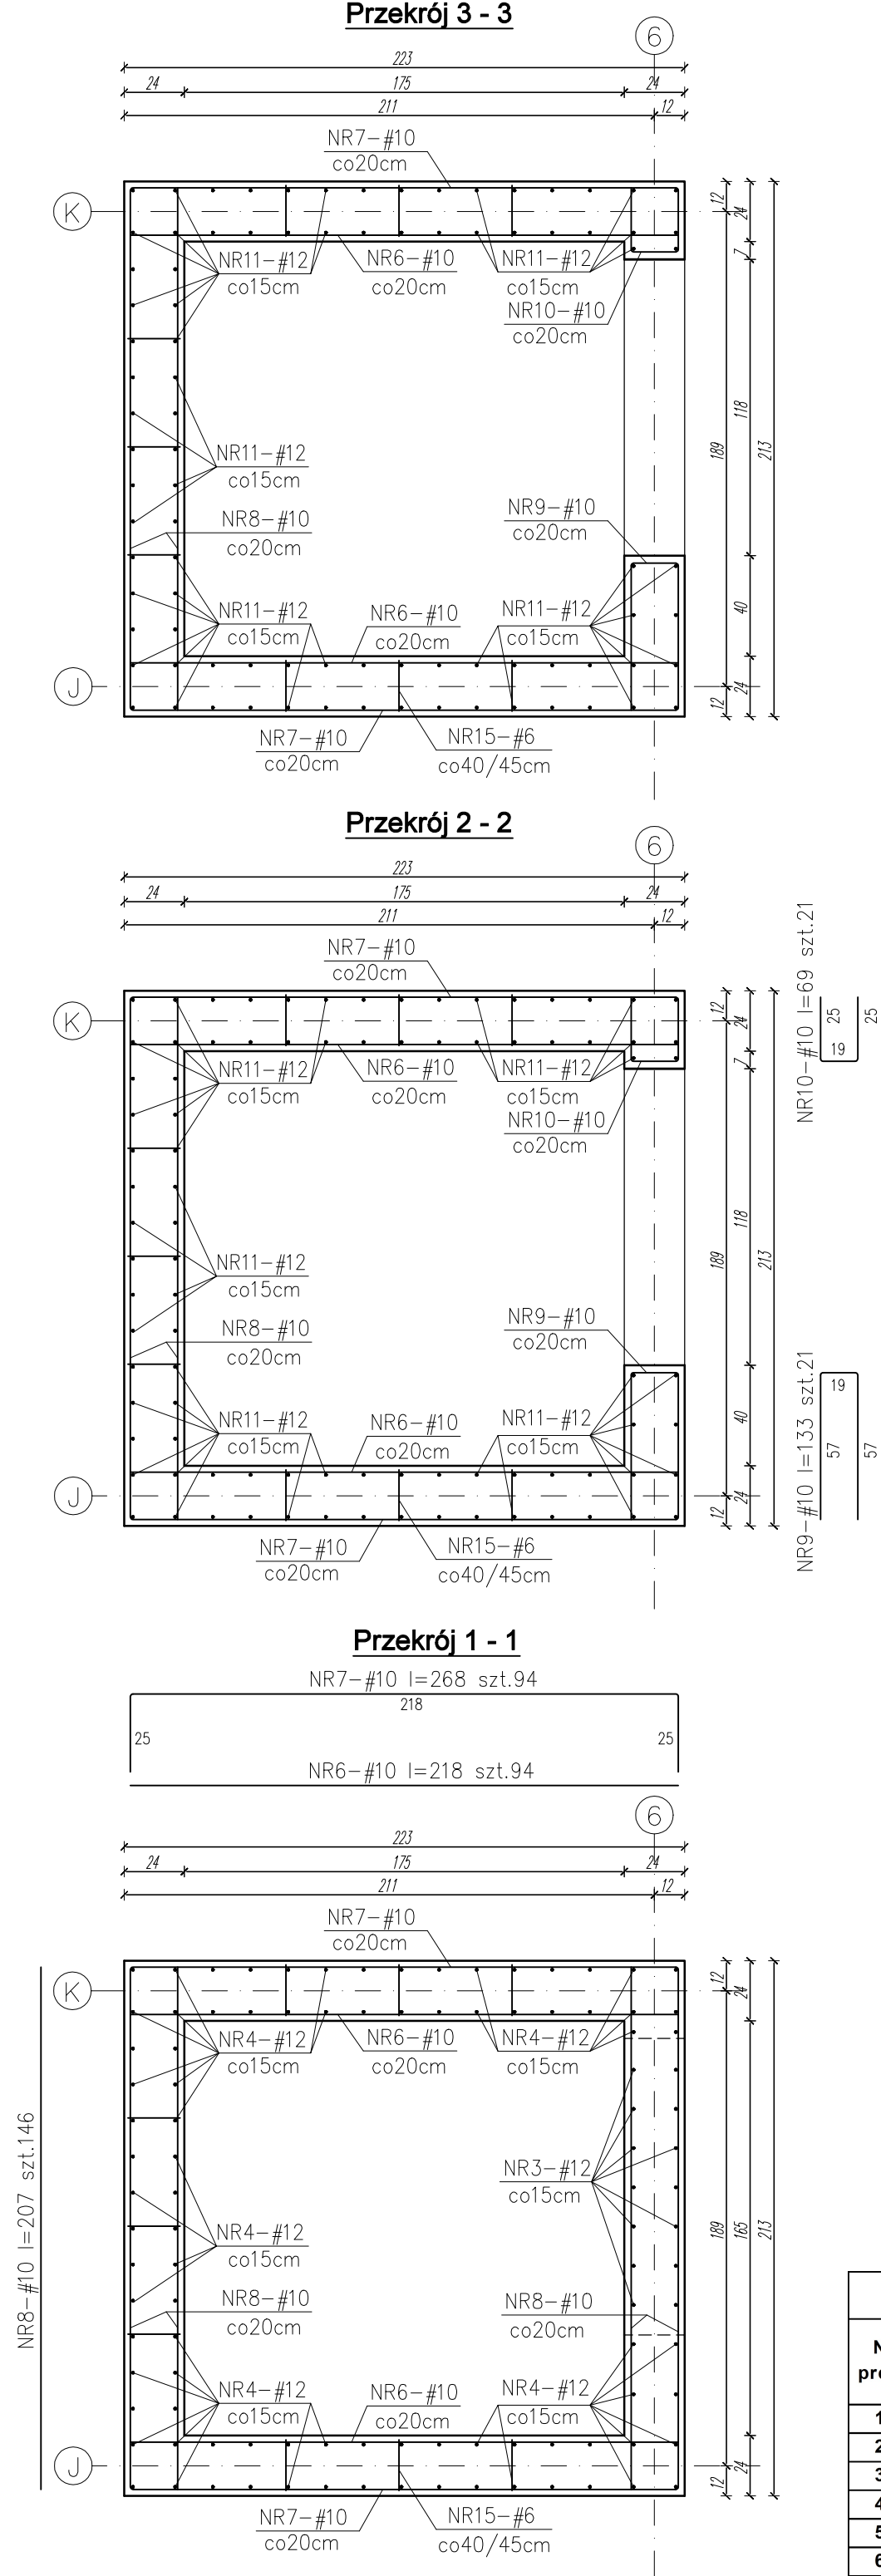 Przekrój 3 - 3
6
223
24 175 24
211 12
NR7-#10
co20cm
K
12
24
7
NR11-#12
co15cm
NR6-#10
co20cm
NR11-#12
co15cm
NR10-#10
co20cm
118
189
213
NR11-#12
co15cm
NR8-#10
co20cm
NR9-#10
co20cm
NR11-#12
co15cm
NR6-#10
co20cm
NR11-#12
co15cm
40
J
24
12
NR7-#10
co20cm
NR15-#6
co40/45cm
Przekrój 2 - 2
6
223
24 175 24
211 12
NR7-#10
co20cm
K
12
24
7
NR11-#12
co15cm
NR6-#10
co20cm
NR11-#12
co15cm
NR10-#10
co20cm
NR10-#10 l=69 szt.21
25
19
25
118
189
213
NR11-#12
co15cm
NR8-#10
co20cm
NR9-#10
co20cm
NR11-#12
co15cm
NR6-#10
co20cm
NR11-#12
co15cm
40
NR9-#10 l=133 szt.21
19
57
57
J
24
12
NR7-#10
co20cm
NR15-#6
co40/45cm
Przekrój 1 - 1
NR7-#10 l=268 szt.94
218
25 25
NR6-#10 l=218 szt.94
6
223
24 175 24
211 12
NR7-#10
co20cm
K
12
24
NR4-#12
co15cm
NR6-#10
co20cm
NR4-#12
co15cm
NR8-#10 l=207 szt.146
NR3-#12
co15cm
189
165
213
NR4-#12
co15cm
NR8-#10
co20cm
NR8-#10
co20cm
NR4-#12
co15cm
NR6-#10
co20cm
NR4-#12
co15cm
J
24
12
NR7-#10
co20cm
NR15-#6
co40/45cm
1
2
3
4
5
6